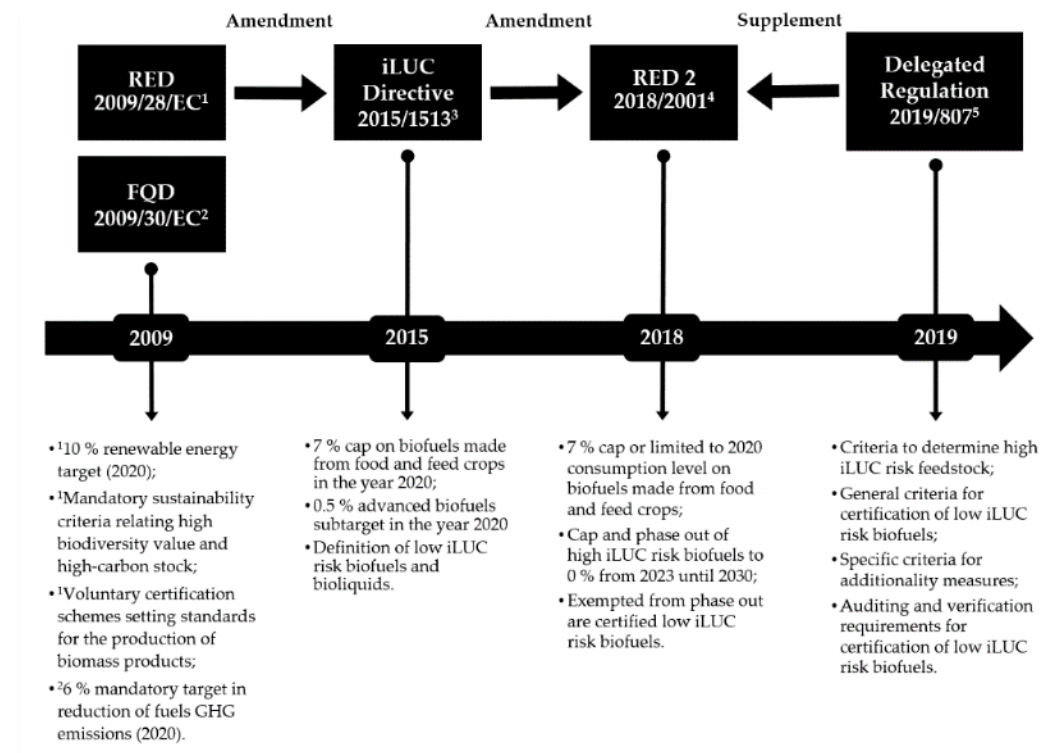 Amendment
Amendment
Supplement
RED
2009/28/EC¹
iLUC
Directive
2015/1513³
RED 2
2018/2001⁴
Delegated
Regulation
2019/807⁵
FQD
2009/30/EC²
2009
2015
2018
2019
•¹10 % renewable energy
target (2020);
•¹Mandatory sustainability
criteria relating high
biodiversity value and
high-carbon stock;
•¹Voluntary certification
schemes setting standards
for the production of
biomass products;
•²6 % mandatory target in
reduction of fuels GHG
emissions (2020).
•7 % cap on biofuels made
from food and feed crops
in the year 2020;
•0.5 % advanced biofuels
subtarget in the year 2020
•Definition of low iLUC
risk biofuels and
bioliquids.
•7 % cap or limited to 2020
consumption level on
biofuels made from food
and feed crops;
•Cap and phase out of
high iLUC risk biofuels to
0 % from 2023 until 2030;
•Exempted from phase out
are certified low iLUC
risk biofuels.
•Criteria to determine high
iLUC risk feedstock;
•General criteria for
certification of low iLUC
risk biofuels;
•Specific criteria for
additionality measures;
•Auditing and verification
requirements for
certification of low iLUC
risk biofuels.